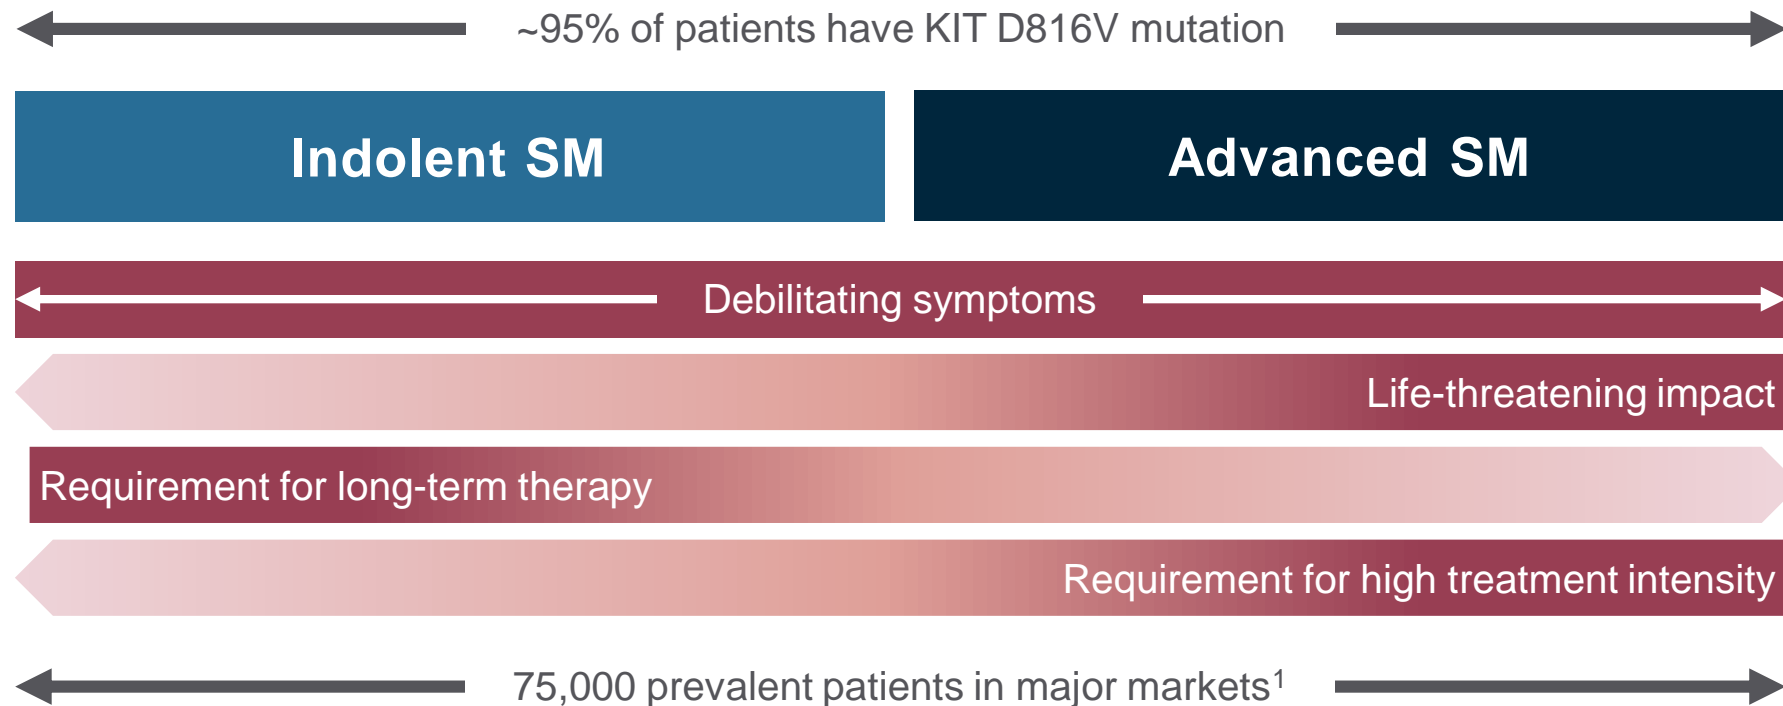 ~95% of patients have KIT D816V mutation
Indolent SM
Advanced SM
Debilitating symptoms
Life-threatening impact
Requirement for long-term therapy
Requirement for high treatment intensity
75,000 prevalent patients in major markets¹